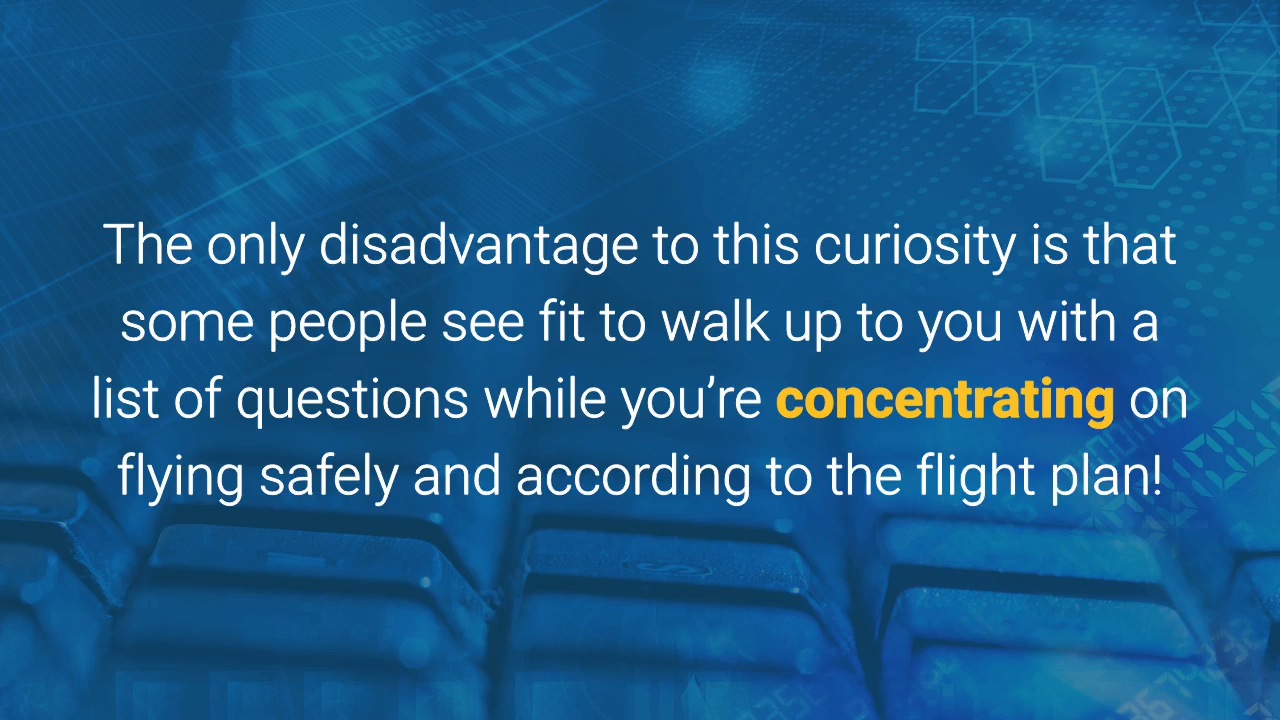 The only disadvantage to this curiosity is that
some people see fit to walk up to you with a
list of questions while you’re concentrating on
flying safely and according to the flight plan!